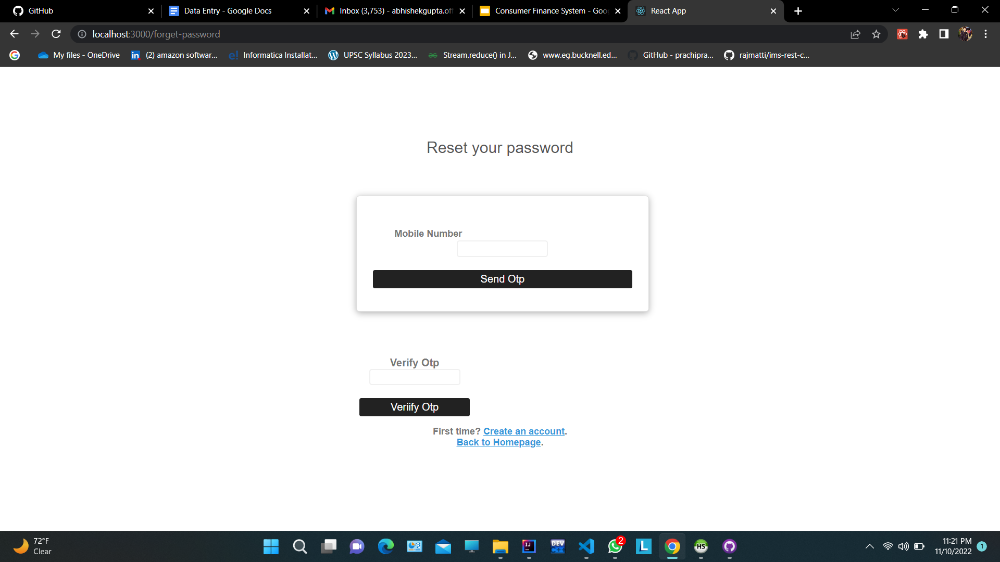 GitHub
Data Entry - Google Docs
Inbox (3,753) - abhishekgupta.off
Consumer Finance System - Goo
React App
localhost:3000/forget-password
My files - OneDrive
(2) amazon softwar...
Informatica Installat...
UPSC Syllabus 2023...
Stream.reduce() in J...
www.eg.bucknell.ed...
GitHub - prachipra...
rajmatti/ims-rest-c...
Reset your password
Mobile Number
Send Otp
Verify Otp
Veriify Otp
First time? Create an account.
Back to Homepage.
72°F
Clear
IJ
DEV
2
L
HS
11:21 PM
11/10/2022
1